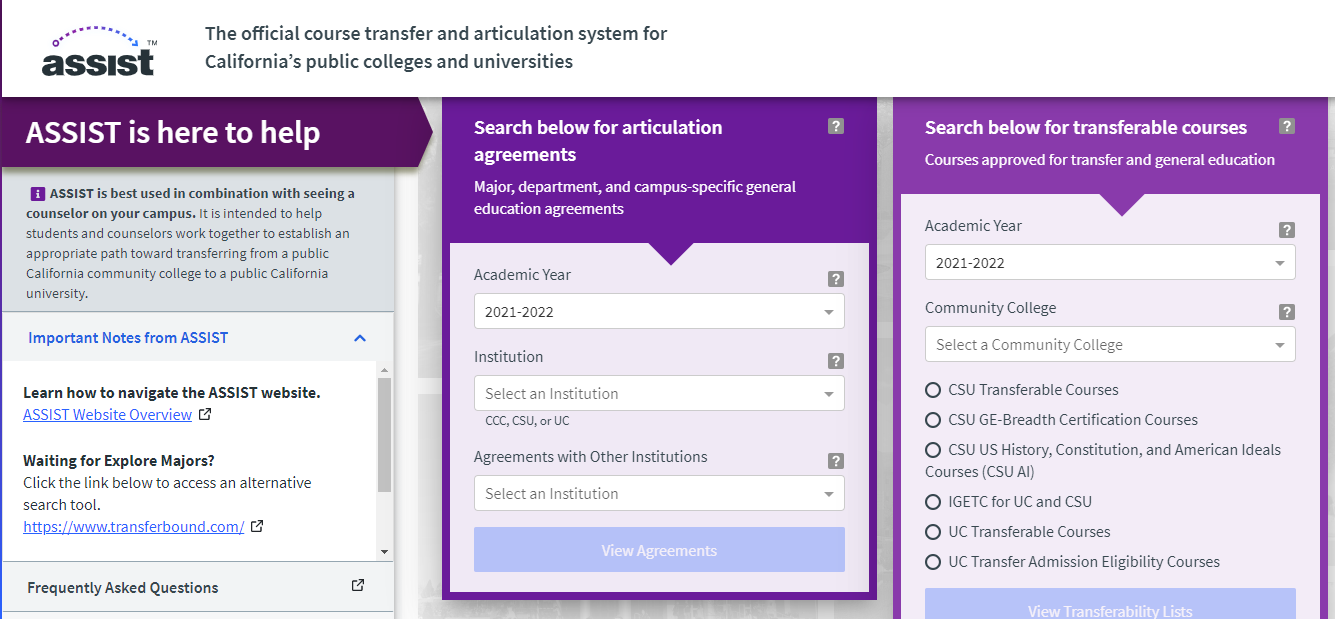 assist™
The official course transfer and articulation system for
California’s public colleges and universities
ASSIST is here to help
i ASSIST is best used in combination with seeing a
counselor on your campus. It is intended to help
students and counselors work together to establish an
appropriate path toward transferring from a public
California community college to a public California
university.
Important Notes from ASSIST
Learn how to navigate the ASSIST website.
ASSIST Website Overview
Waiting for Explore Majors?
Click the link below to access an alternative
search tool.
https://www.transferbound.com/
Frequently Asked Questions
Search below for articulation ?
agreements
Major, department, and campus-specific general
education agreements
Academic Year ?
2021-2022
Institution ?
Select an Institution
CCC, CSU, or UC
Agreements with Other Institutions ?
Select an Institution
View Agreements
Search below for transferable courses ?
Courses approved for transfer and general education
Academic Year ?
2021-2022
Community College ?
Select a Community College
CSU Transferable Courses
CSU GE-Breadth Certification Courses
CSU US History, Constitution, and American Ideals
Courses (CSU AI)
IGETC for UC and CSU
UC Transferable Courses
UC Transfer Admission Eligibility Courses
View Transferability Lists